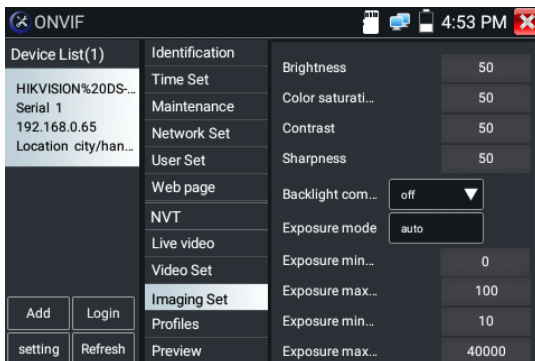 ONVIF
4:53 PM
Device List(1)
HIKVISION%20DS-...
Serial 1
192.168.0.65
Location city/han...
Add
Login
setting
Refresh
Identification
Time Set
Maintenance
Network Set
User Set
Web page
NVT
Live video
Video Set
Imaging Set
Profiles
Preview
Brightness 50
Color saturati... 50
Contrast 50
Sharpness 50
Backlight com... off
Exposure mode auto
Exposure min... 0
Exposure max... 100
Exposure min... 10
Exposure max... 40000